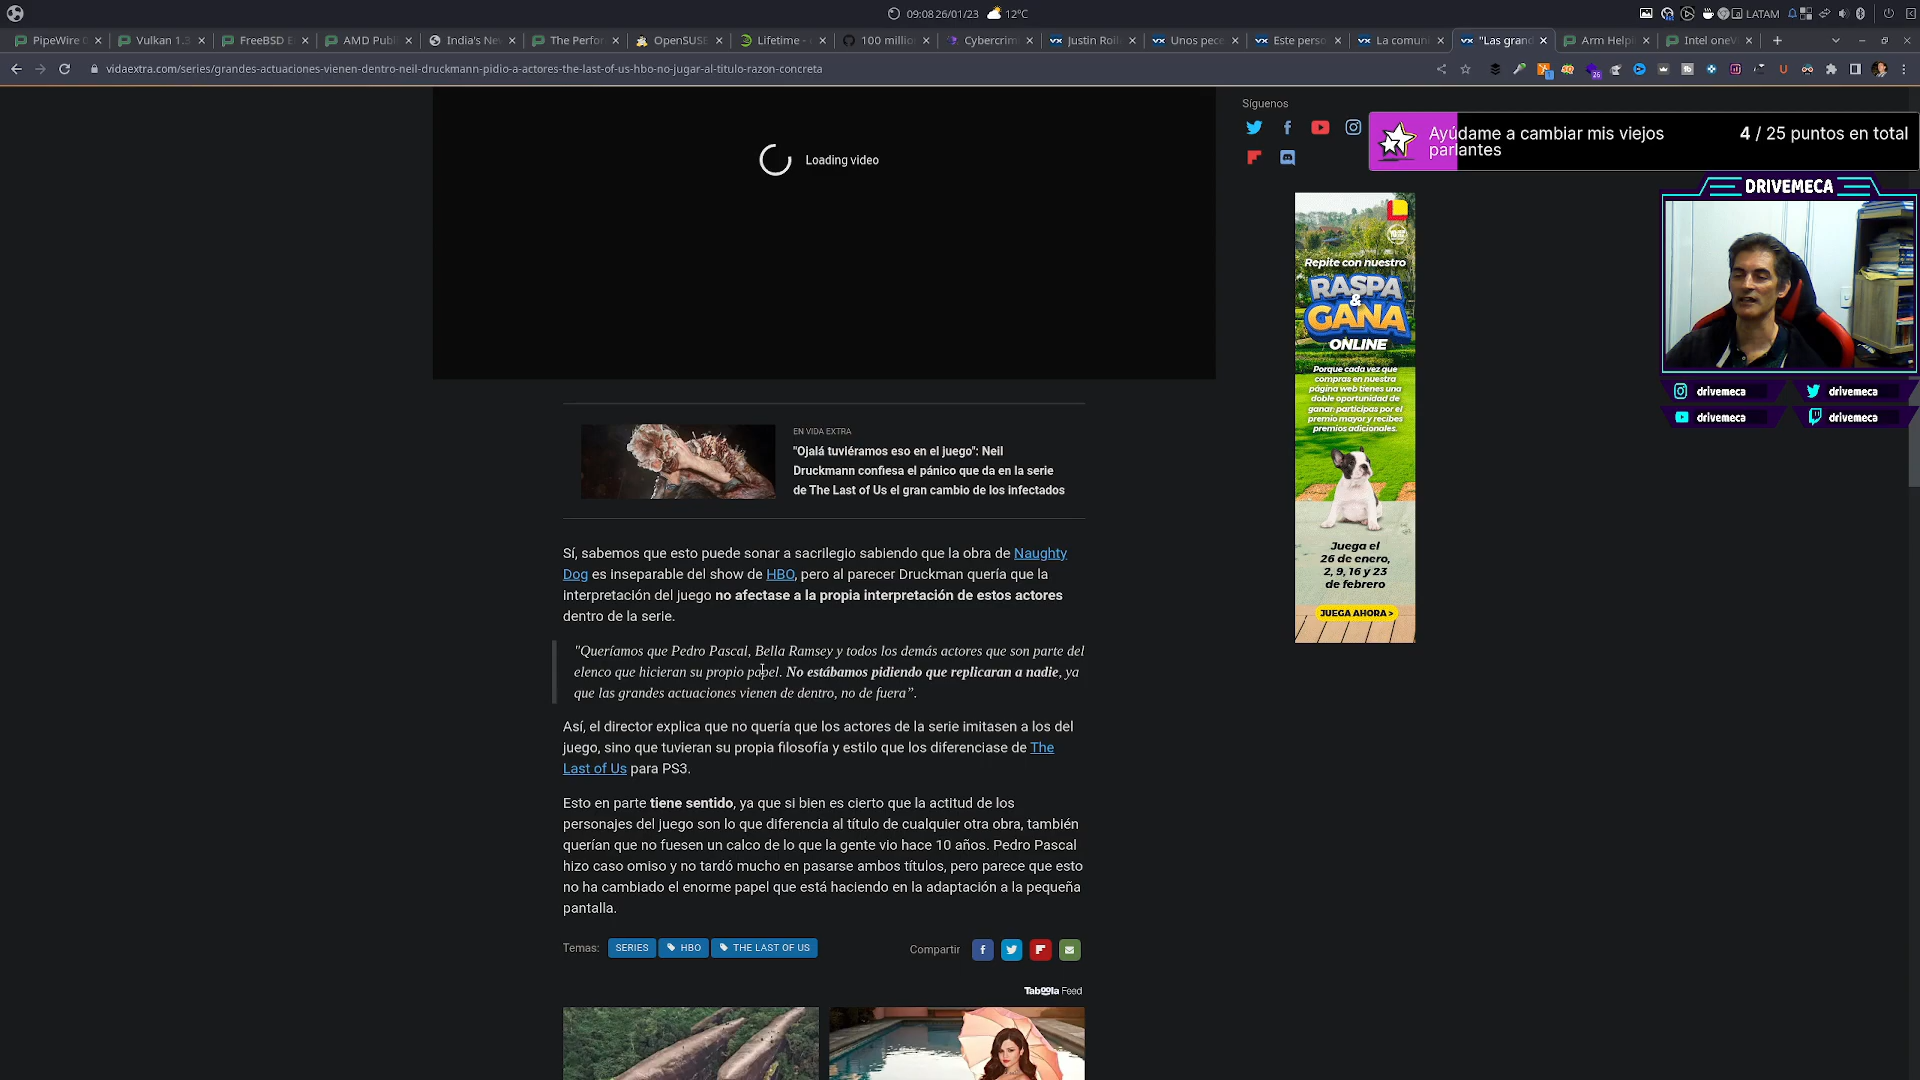 09:08 26/01/23 12°C
LATAM
PipeWire 0
Vulkan 1.3
FreeBSD E
AMD Publ
India's Ne
The Perfor
OpenSUSE
Lifetime -
100 millio
Cybercrim
Justin Roil
Unos pece
Este perso
La comuni
"Las gran
Arm Helpi
Intel oneV
vidaextra.com/series/grandes-actuaciones-vienen-dentro-neil-druckmann-pidio-a-actores-the-last-of-us-hbo-no-jugar-al-titulo-razon-concreta
Loading video
Síguenos
Ayúdame a cambiar mis viejos
parlantes
4 / 25 puntos en total
DRIVEMECA
drivemeca
drivemeca
drivemeca
drivemeca
Repite con nuestro
RASPA
&
GANA
ONLINE
Porque cada vez que
compras en nuestra
página web tienes una
doble oportunidad de
ganar: participas por el
premio mayor y recibes
premios adicionales.
Juega el
26 de enero,
2, 9, 16 y 23
de febrero
JUEGA AHORA >
EN VIDA EXTRA
"Ojalá tuviéramos eso en el juego": Neil
Druckmann confiesa el pánico que da en la serie
de The Last of Us el gran cambio de los infectados
Sí, sabemos que esto puede sonar a sacrilegio sabiendo que la obra de Naughty
Dog es inseparable del show de HBO, pero al parecer Druckman quería que la
interpretación del juego no afectase a la propia interpretación de estos actores
dentro de la serie.
"Queríamos que Pedro Pascal, Bella Ramsey y todos los demás actores que son parte del
elenco que hicieran su propio papel. No estábamos pidiendo que replicaran a nadie, ya
que las grandes actuaciones vienen de dentro, no de fuera”.
Así, el director explica que no quería que los actores de la serie imitasen a los del
juego, sino que tuvieran su propia filosofía y estilo que los diferenciase de The
Last of Us para PS3.
Esto en parte tiene sentido, ya que si bien es cierto que la actitud de los
personajes del juego son lo que diferencia al título de cualquier otra obra, también
querían que no fuesen un calco de lo que la gente vio hace 10 años. Pedro Pascal
hizo caso omiso y no tardó mucho en pasarse ambos títulos, pero parece que esto
no ha cambiado el enorme papel que está haciendo en la adaptación a la pequeña
pantalla.
Temas: SERIES HBO THE LAST OF US
Compartir
Taboola Feed